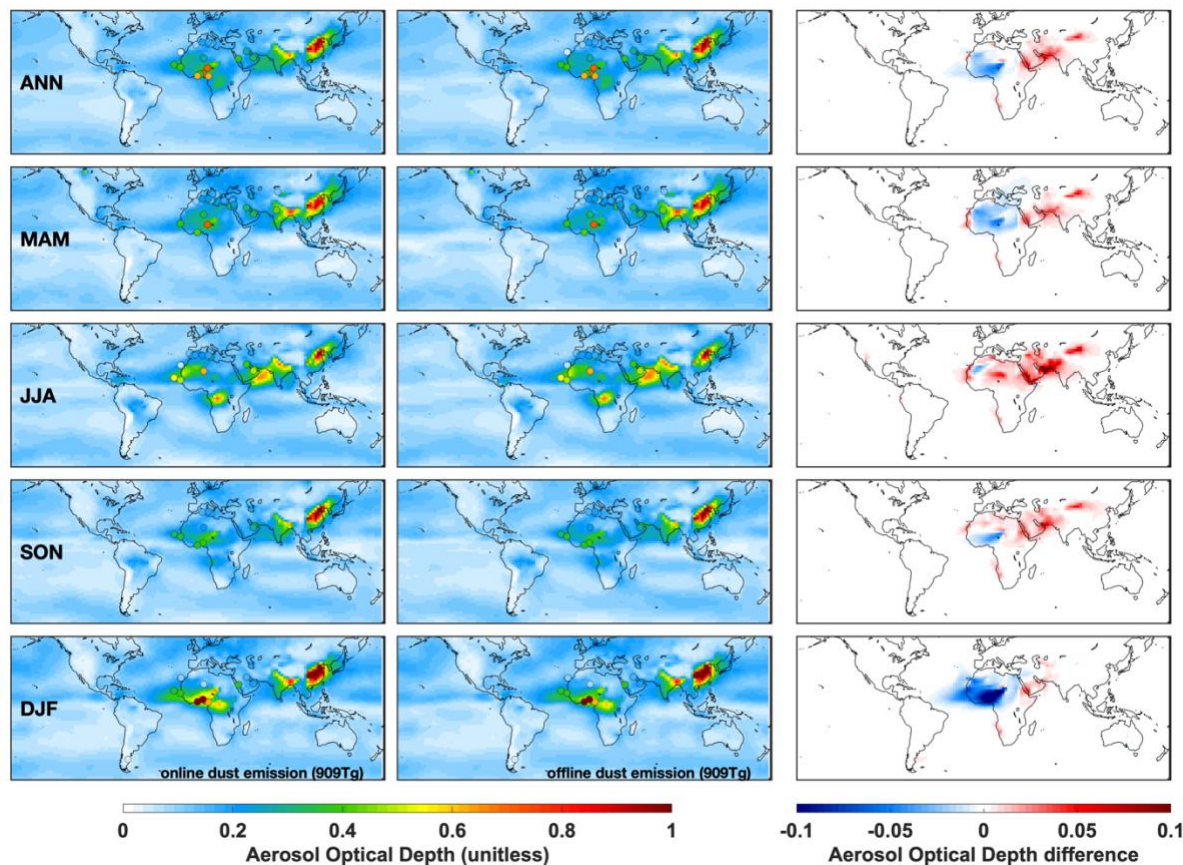 ANN
MAM
JJA
SON
DJF
online dust emission (909Tg)
offline dust emission (909Tg)
0 0.2 0.4 0.6 0.8 1
Aerosol Optical Depth (unitless)
-0.1 -0.05 0 0.05 0.1
Aerosol Optical Depth difference